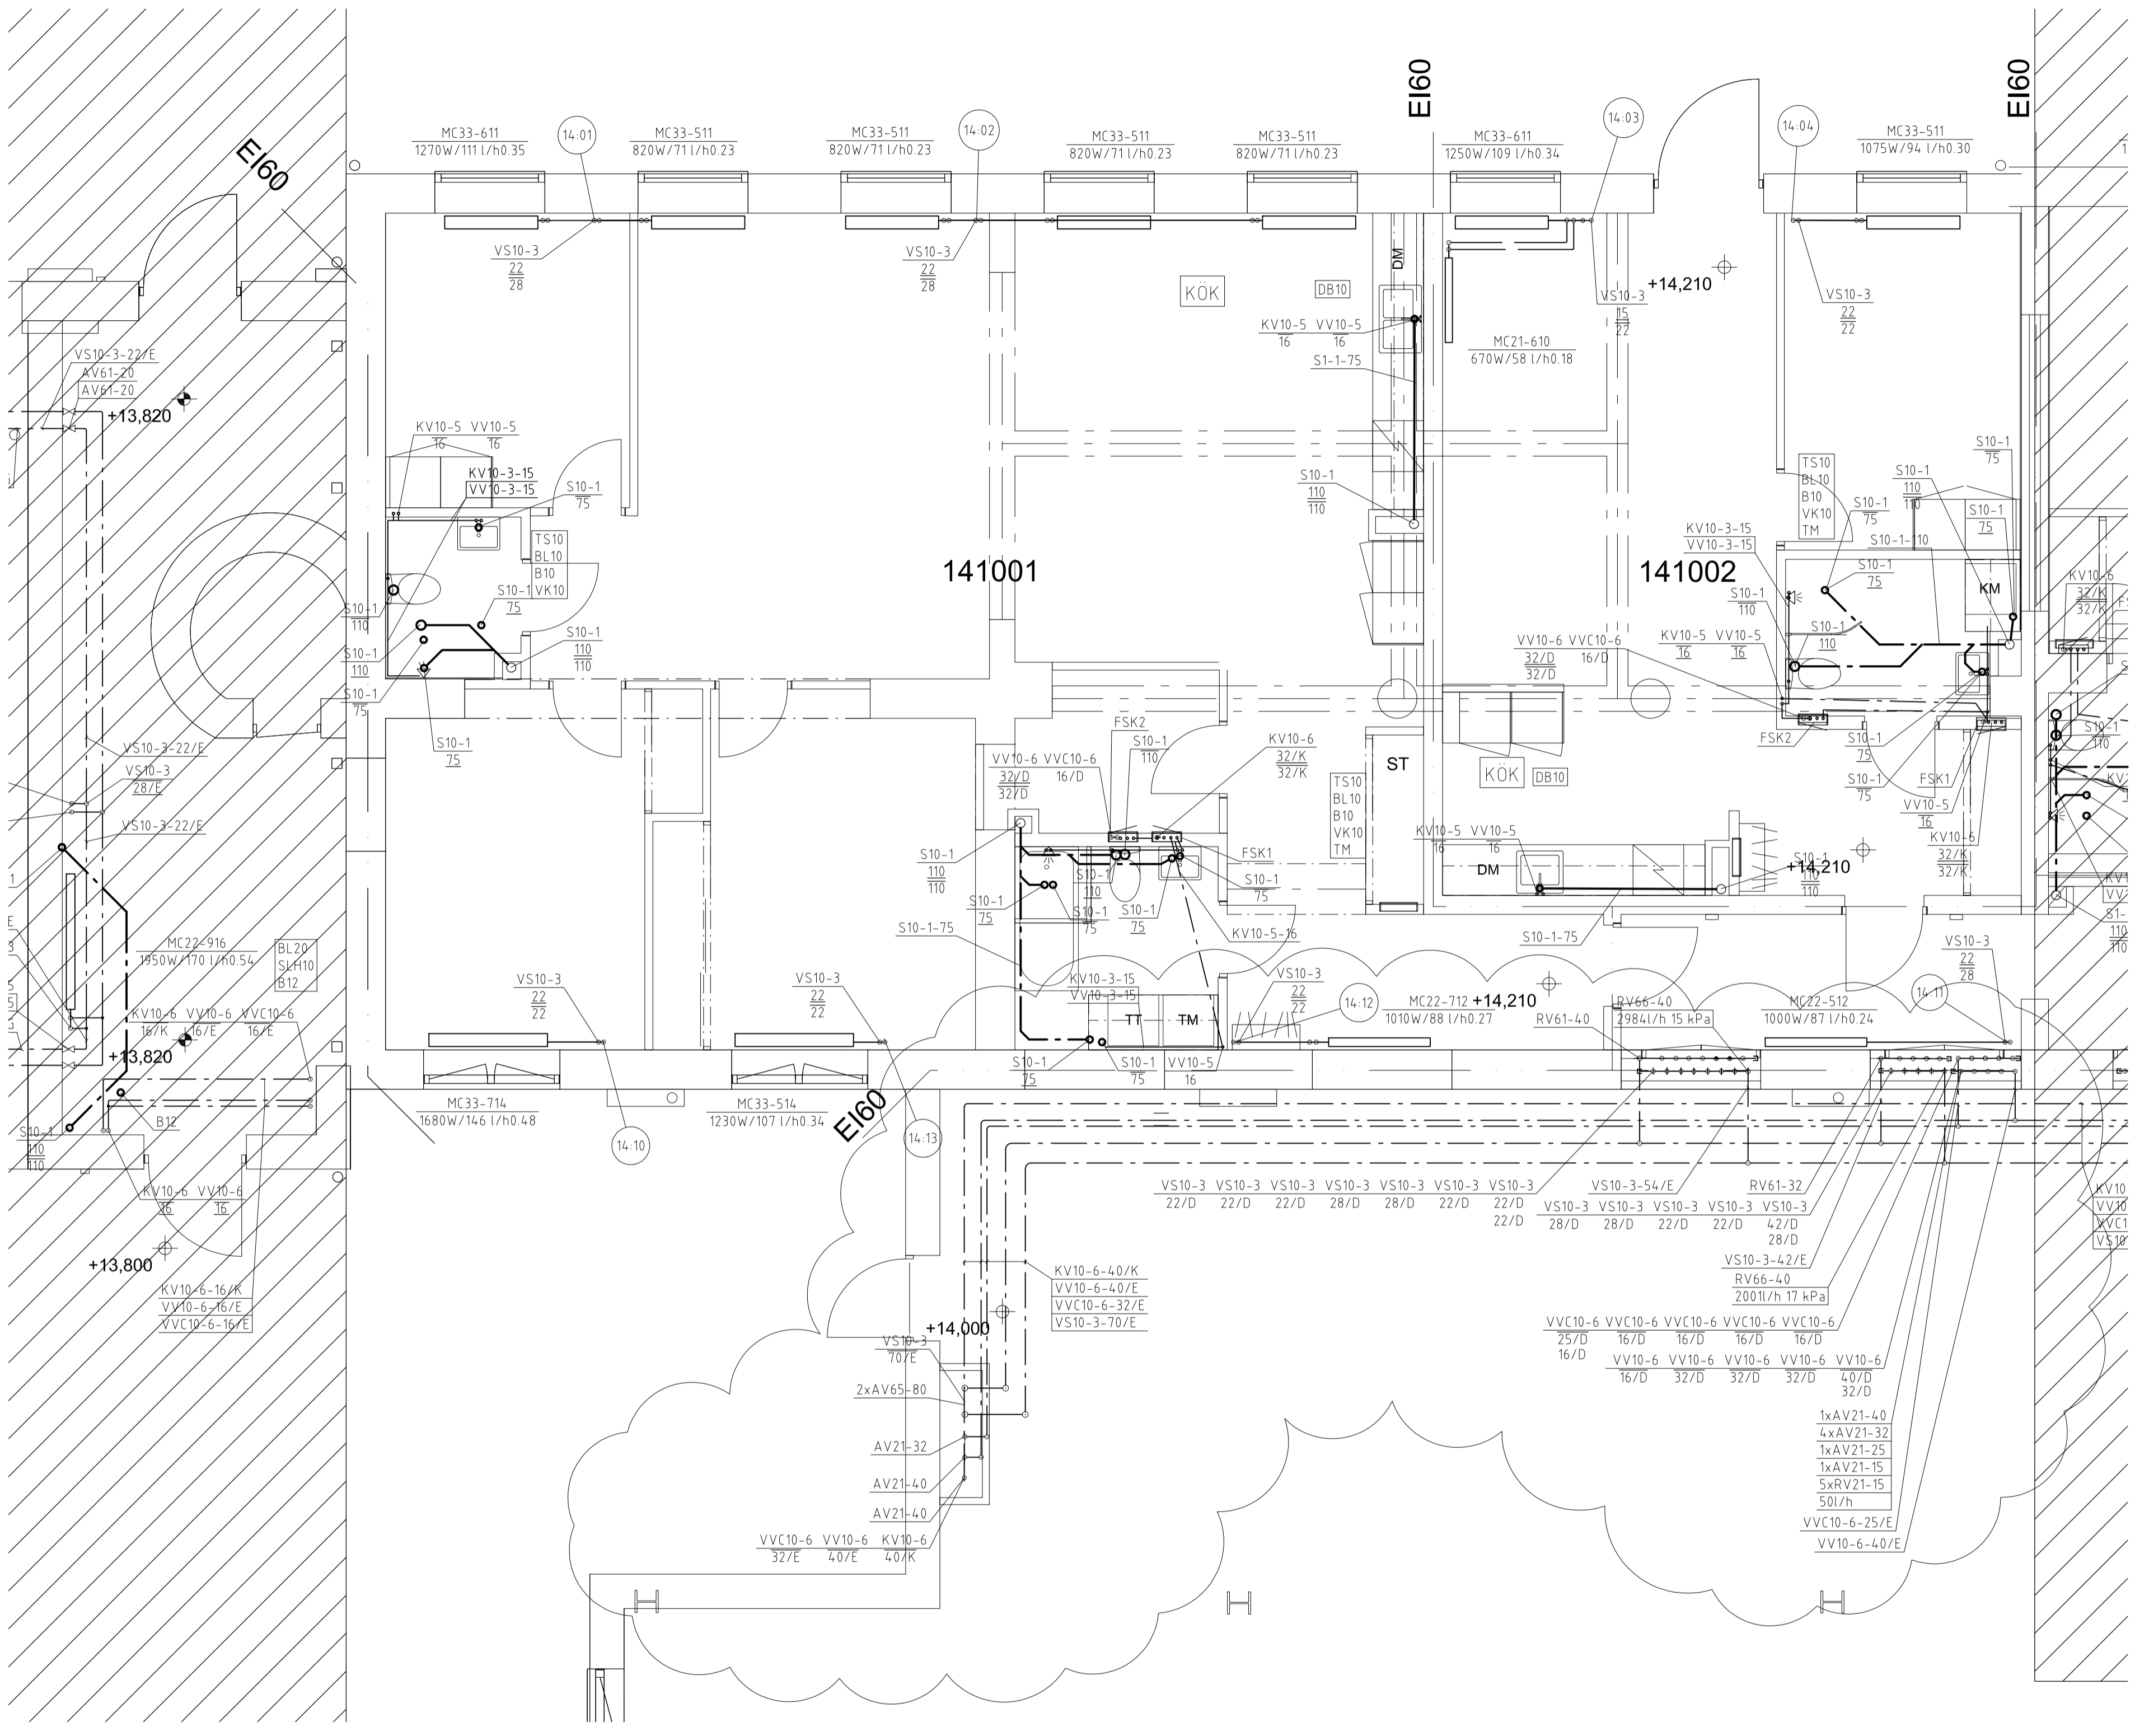 EI60
EI60
EI60
MC33-611
1270W/111 l/h0.35
14:01
MC33-511
820W/71 l/h0.23
MC33-511
820W/71 l/h0.23
14:02
MC33-511
820W/71 l/h0.23
MC33-511
820W/71 l/h0.23
MC33-611
1250W/109 l/h0.34
14:03
14:04
MC33-511
1075W/94 l/h0.30
VS10-3
22
28
VS10-3
22
28
DM
KÖK
DB10
VS10-3
15
22
+14,210
VS10-3
22
22
KV10-5 VV10-5
16 16
S1-1-75
MC21-610
670W/58 l/h0.18
VS10-3-22/E
AV61-20
AV61-20
+13,820
KV10-5 VV10-5
16 16
KV10-3-15
VV10-3-15
S10-1
75
S10-1
110
110
TS10
BL10
B10
VK10
TS10
BL10
B10
VK10
TM
S10-1
75
S10-1
110
110
S10-1
75
S10-1
75
KV10-3-15
VV10-3-15
S10-1-110
S10-1
75
KM
141001
141002
S10-1
110
S10-1
75
S10-1
110
S10-1
110
110
S10-1
110
S10-1
75
S10-1
110
KV10-6
32/K
32/K
VV10-6 VVC10-6
32/D 16/D
32/D
KV10-5 VV10-5
16 16
S10-1
75
VS10-3-22/E
VS10-3
28/E
VS10-3-22/E
FSK2
S10-1
110
VV10-6 VVC10-6
32/D 16/D
32/D
KV10-6
32/K
32/K
ST
FSK2
S10-1
75
S10-1
75
FSK1
VV10-5
16
KV10-6
32/K
32/K
S10-1
110
KÖK
DB10
TS10
BL10
B10
VK10
TM
KV10-5 VV10-5
16 16
DM
S10-1
110
110
+14,210
FSK1
S10-1
110
110
S10-1
110
S10-1
75
S10-1
75
S10-1
75
S10-1
75
S10-1-75
KV10-5-16
S10-1-75
MC22-916
1950W/170 l/h0.54
BL20
SLH10
B12
KV10-6 VV10-6 VVC10-6
16/K 16/E 16/E
+13,820
VS10-3
22
22
VS10-3
22
22
KV10-3-15
VV10-3-15
TT
TM
VS10-3
22
22
14:12
MC22-712
1010W/88 l/h0.27
+14,210
RV61-40
RV66-40
2984l/h 15 kPa
MC22-512
1000W/87 l/h0.24
VS10-3
22
28
14:11
S10-1
75
S10-1
75
VV10-5
16
B12
S10-1
110
110
MC33-714
1680W/146 l/h0.48
14:10
MC33-514
1230W/107 l/h0.34
EI60
14:13
KV10-6 VV10-6
16 16
+13,800
KV10-6-16/K
VV10-6-16/E
VVC10-6-16/E
VS10-3 VS10-3 VS10-3 VS10-3 VS10-3 VS10-3 VS10-3
22/D 22/D 22/D 28/D 28/D 22/D 22/D
22/D
VS10-3-54/E
RV61-32
VS10-3 VS10-3 VS10-3 VS10-3 VS10-3
28/D 28/D 22/D 22/D 42/D
28/D
VS10-3-42/E
RV66-40
2001l/h 17 kPa
KV10-6-40/K
VV10-6-40/E
VVC10-6-32/E
VS10-3-70/E
+14,000
VS10-3
70/E
2xAV65-80
AV21-32
AV21-40
AV21-40
VVC10-6 VV10-6 KV10-6
32/E 40/E 40/K
VVC10-6 VVC10-6 VVC10-6 VVC10-6 VVC10-6
25/D 16/D 16/D 16/D 16/D
16/D
VV10-6 VV10-6 VV10-6 VV10-6 VV10-6
16/D 32/D 32/D 32/D 40/D
32/D
1xAV21-40
4xAV21-32
1xAV21-25
1xAV21-15
5xRV21-15
50l/h
VVC10-6-25/E
VV10-6-40/E